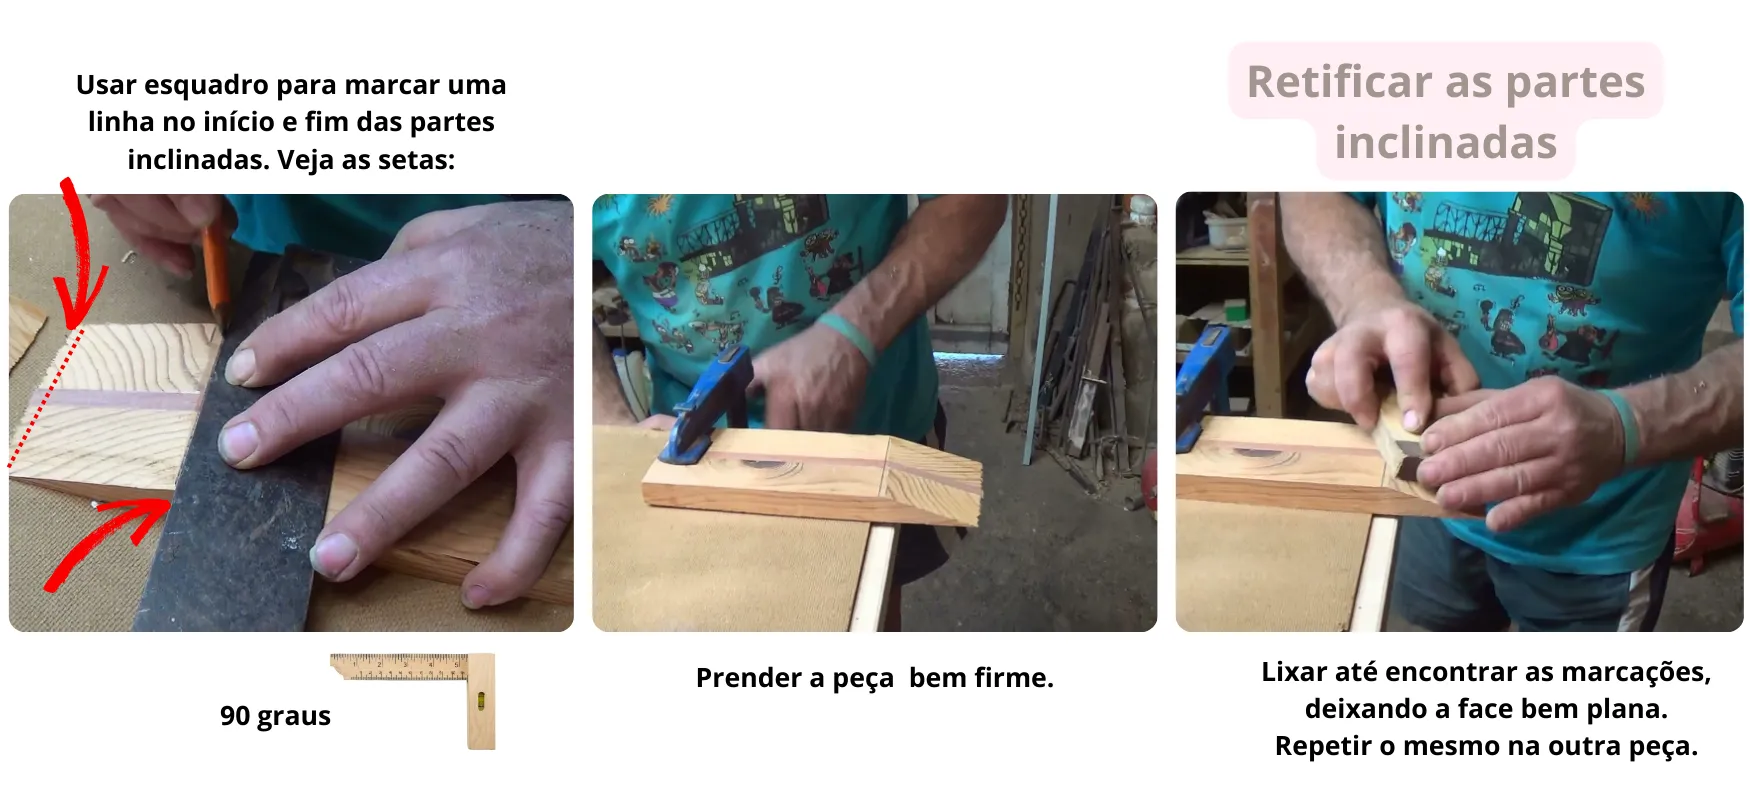 Usar esquadro para marcar uma
linha no início e fim das partes
inclinadas. Veja as setas:
Retificar as partes
inclinadas
90 graus
Prender a peça  bem firme.
Lixar até encontrar as marcações,
deixando a face bem plana.
Repetir o mesmo na outra peça.